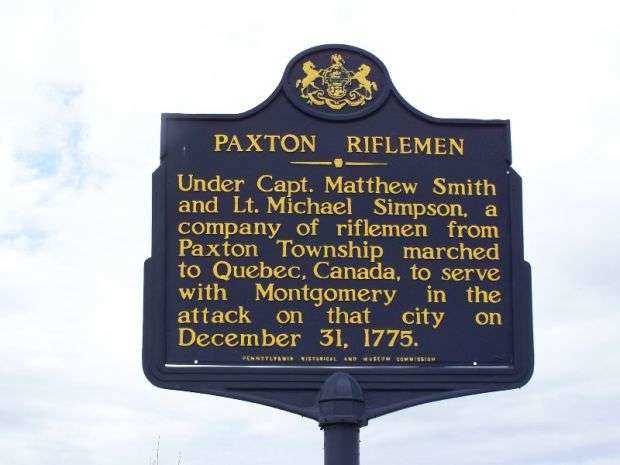 PAXTON RIFLEMEN
Under Capt. Matthew Smith
and Lt. Michael Simpson, a
company of riflemen from
Paxton Township marched
to Quebec, Canada, to serve
with Montgomery in the
attack on that city on
December 31, 1775.
PENNSYLVANIA HISTORICAL AND MUSEUM COMMISSION